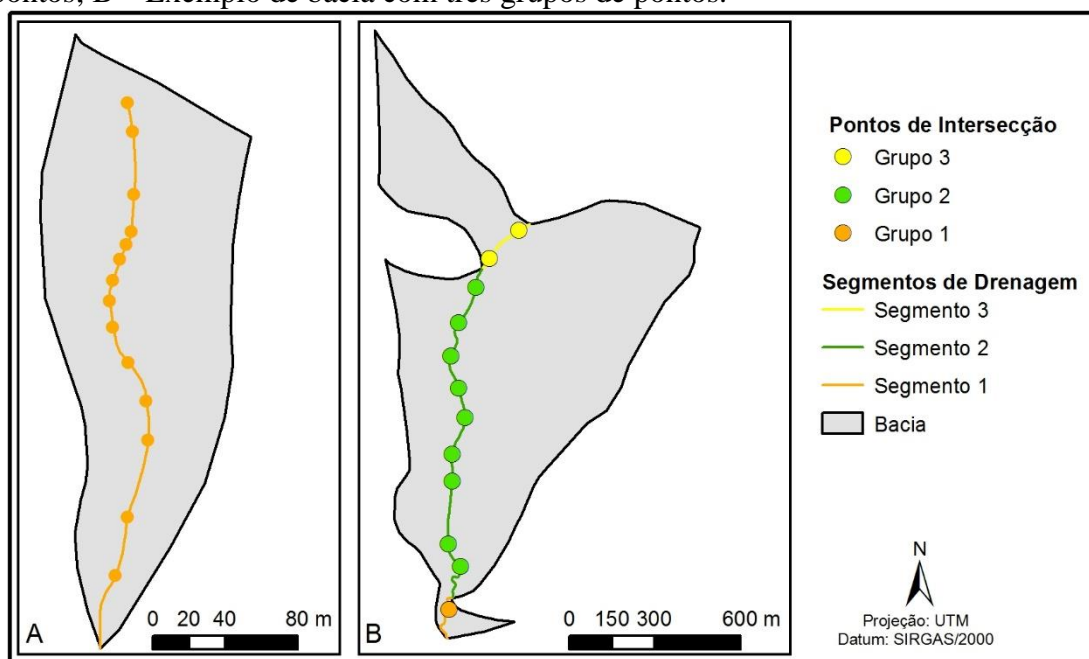 pontos; B – Exemplo de bacia com três grupos de pontos.
A
0 20 40 80 m
B
0 150 300 600 m
Pontos de Intersecção
Grupo 3
Grupo 2
Grupo 1
Segmentos de Drenagem
Segmento 3
Segmento 2
Segmento 1
Bacia
N
Projeção: UTM
Datum: SIRGAS/2000